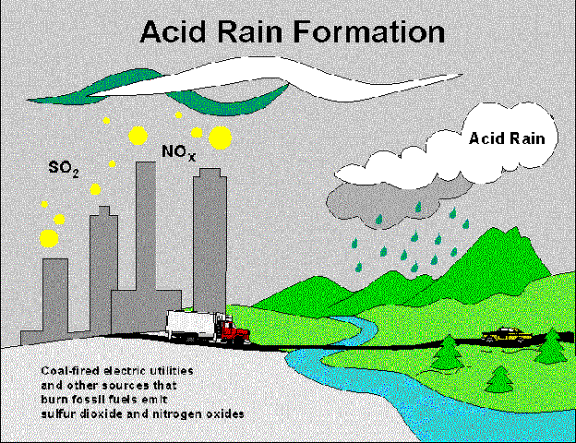 Acid Rain Formation
Acid Rain
NOX
SO2
Coal-fired electric utilities
and other sources that
burn fossil fuels emit
sulfur dioxide and nitrogen oxides